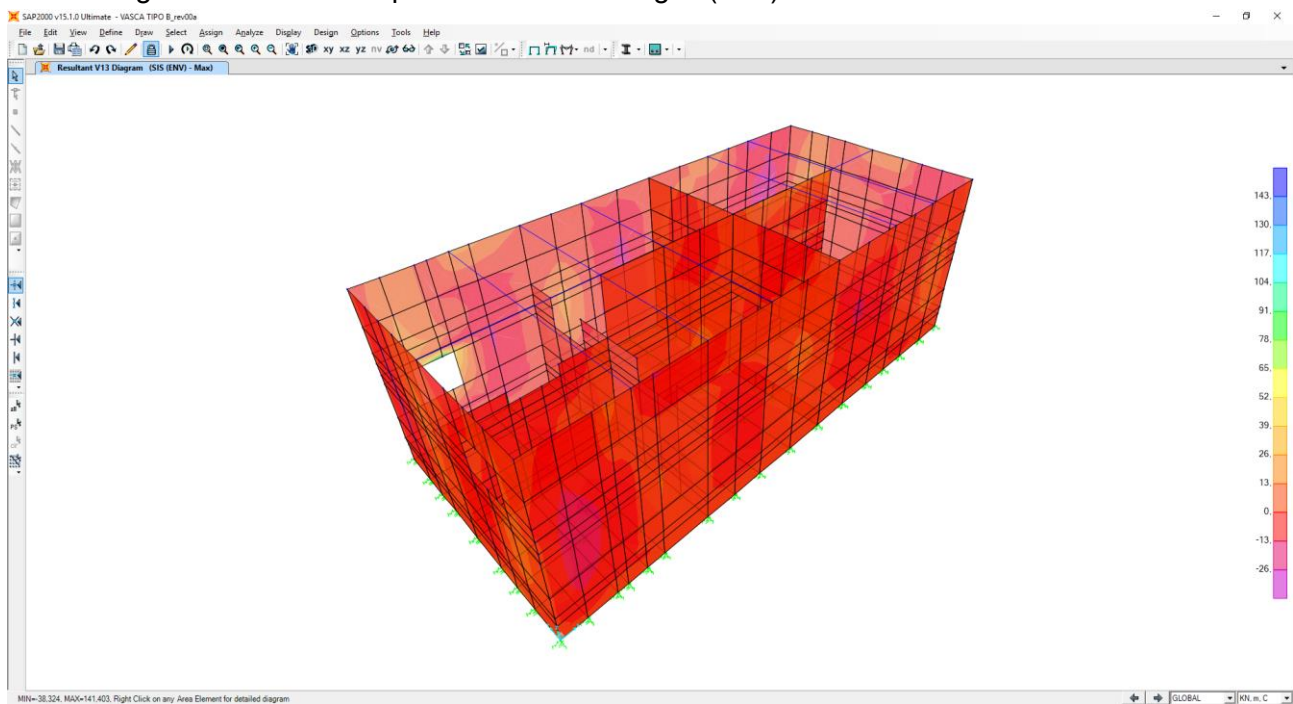 SAP2000 v15.1.0 Ultimate - VASCA TIPO B_rev00a
File Edit View Define Draw Select Assign Analyze Display Design Options Tools Help
xy xz yz nv nd
Resultant V13 Diagram (SIS (ENV) - Max)
143,
130,
117,
104,
91,
78,
65,
52,
39,
26,
13,
0,
-13,
-26,
MIN=-38.324, MAX=141.403, Right Click on any Area Element for detailed diagram
GLOBAL
KN, m, C